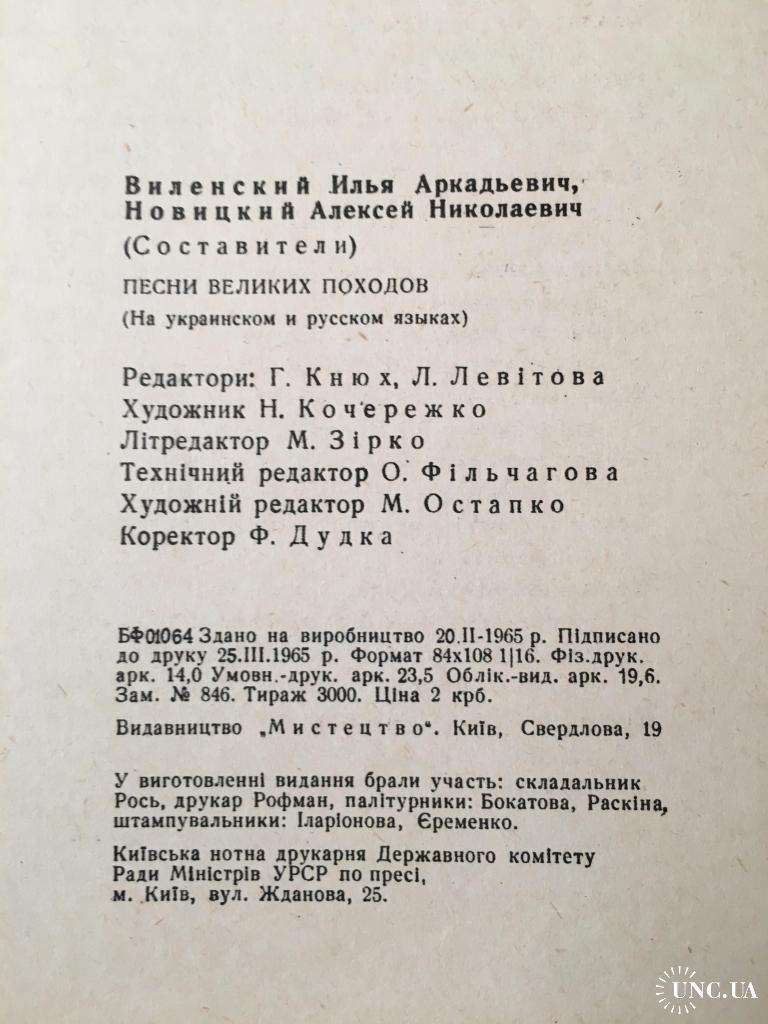 Виленский Илья Аркадьевич,
Новицкий Алексей Николаевич
(Составители)
ПЕСНИ ВЕЛИКИХ ПОХОДОВ
(На украинском и русском языках)
Редактори: Г. Кнюх, Л. Левітова
Художник Н. Кочережко
Літредактор М. Зірко
Технічний редактор О. Фільчагова
Художній редактор М. Остапко
Коректор Ф. Дудка
БФ01064 Здано на виробництво 20.II-1965 р. Підписано
до друку 25.III.1965 р. Формат 84x108 1|16. Фіз.друк.
арк. 14,0 Умовн.-друк. арк. 23,5 Облік.-вид. арк. 19,6.
Зам. № 846. Тираж 3000. Ціна 2 крб.
Видавництво „Мистецтво“. Київ, Свердлова, 19
У виготовленні видання брали участь: складальник
Рось, друкар Рофман, палітурники: Бокатова, Раскіна,
штампувальники: Іларіонова, Єременко.
Київська нотна друкарня Державного комітету
Ради Міністрів УРСР по пресі,
м. Київ, вул. Жданова, 25.
UNC.UA